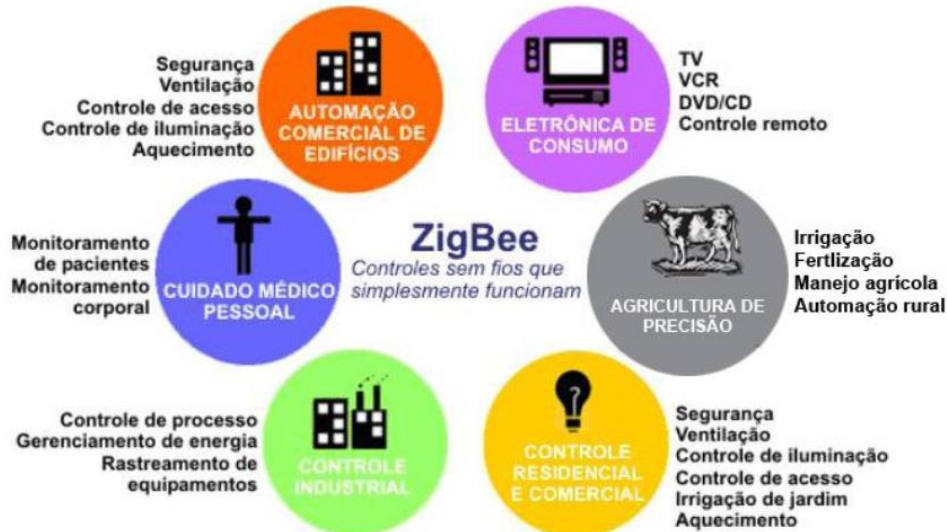 Segurança
Ventilação
Controle de acesso
Controle de iluminação
Aquecimento
AUTOMAÇÃO
COMERCIAL DE
EDIFÍCIOS
ELETRÔNICA DE
CONSUMO
TV
VCR
DVD/CD
Controle remoto
Monitoramento
de pacientes
Monitoramento
corporal
CUIDADO MÉDICO
PESSOAL
ZigBee
Controles sem fios que
simplesmente funcionam
AGRICULTURA DE
PRECISÃO
Irrigação
Fertlização
Manejo agrícola
Automação rural
Controle de processo
Gerenciamento de energia
Rastreamento de
equipamentos
CONTROLE
INDUSTRIAL
CONTROLE
RESIDENCIAL
E COMERCIAL
Segurança
Ventilação
Controle de iluminação
Controle de acesso
Irrigação de jardim
Aquecimento